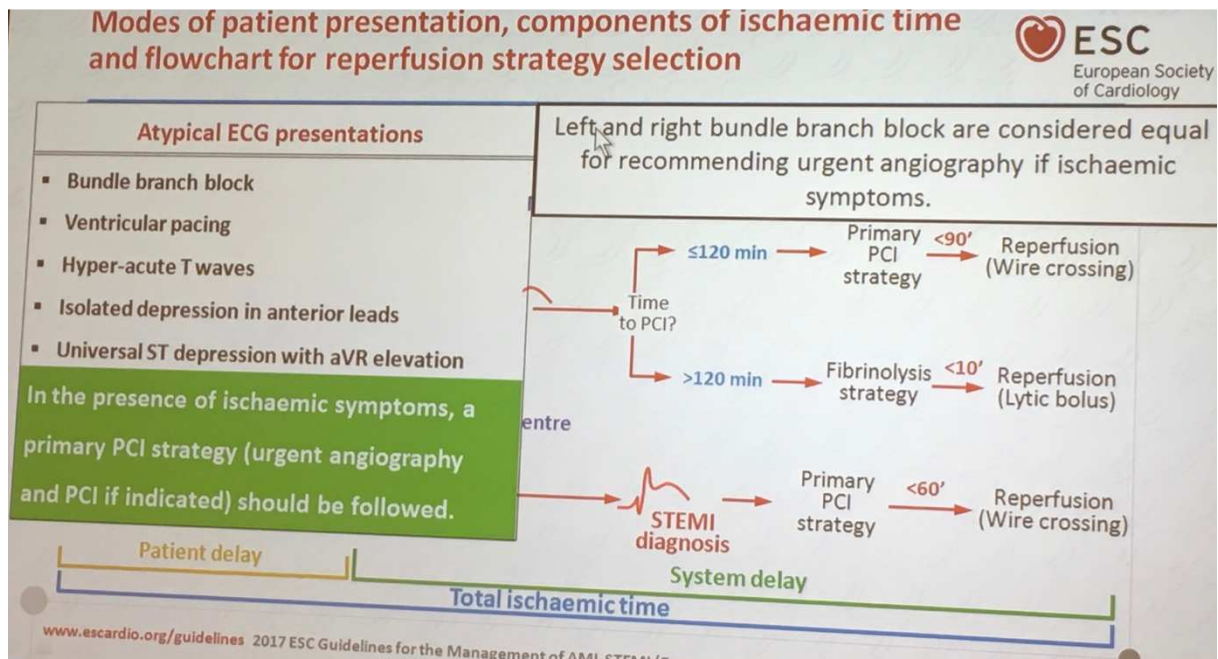 Modes of patient presentation, components of ischaemic time
and flowchart for reperfusion strategy selection
ESC
European Society
of Cardiology
Atypical ECG presentations
▪ Bundle branch block
▪ Ventricular pacing
▪ Hyper-acute T waves
▪ Isolated depression in anterior leads
▪ Universal ST depression with aVR elevation
In the presence of ischaemic symptoms, a
primary PCI strategy (urgent angiography
and PCI if indicated) should be followed.
Left and right bundle branch block are considered equal
for recommending urgent angiography if ischaemic
symptoms.
Time
to PCI?
≤120 min
Primary
PCI
strategy
<90'
Reperfusion
(Wire crossing)
>120 min
Fibrinolysis
strategy
<10'
Reperfusion
(Lytic bolus)
entre
STEMI
diagnosis
Primary
PCI
strategy
<60'
Reperfusion
(Wire crossing)
Patient delay
System delay
Total ischaemic time
www.escardio.org/guidelines 2017 ESC Guidelines for the Management of AMI-STEMI